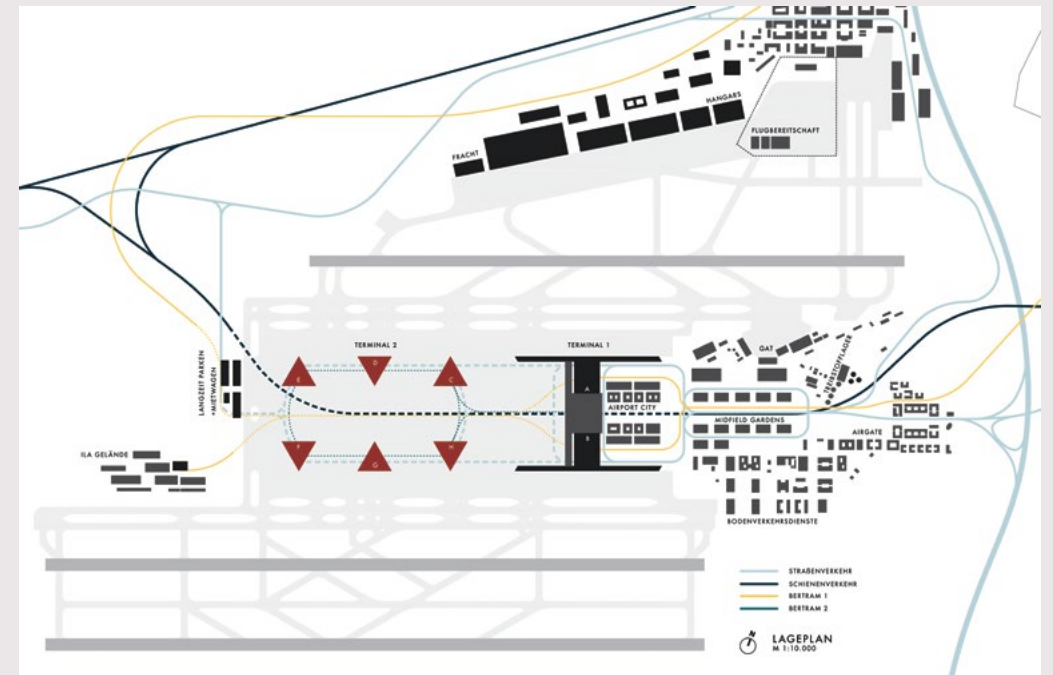 HANGARS
FRACHT
FLUGBEREITSCHAFT
LANGZEIT PARKEN
+MIETWAGEN
TERMINAL 2
TERMINAL 1
E
D
C
F
G
H
A
B
AIRPORT CITY
GAT
TREIBSTOFFLAGER
MIDFIELD GARDENS
AIRGATE
ILA GELÄNDE
BODENVERKEHRSDIENSTE
STRAßENVERKEHR
SCHIENENVERKEHR
BERTRAM 1
BERTRAM 2
N
LAGEPLAN
M 1:10.000